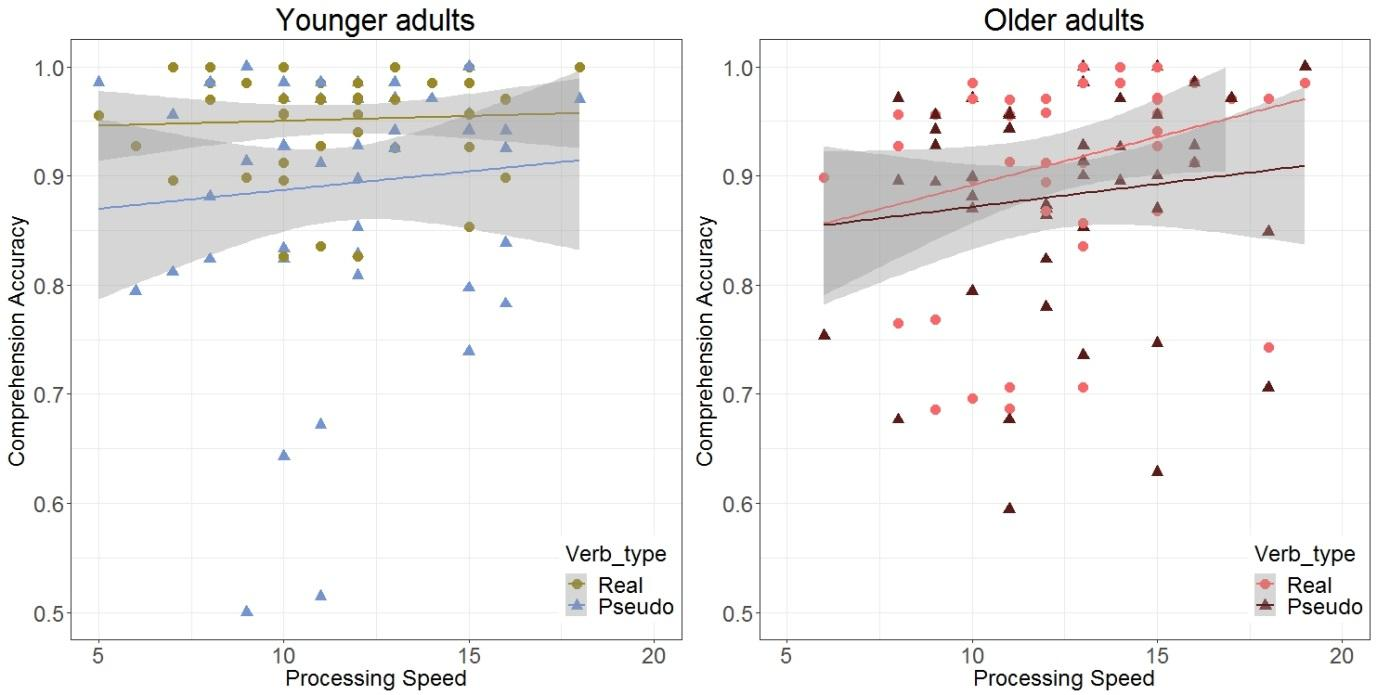 Younger adults
Comprehension Accuracy
1.0
0.9
0.8
0.7
0.6
0.5
5
10
15
20
Processing Speed
Verb_type
Real
Pseudo
Older adults
Comprehension Accuracy
1.0
0.9
0.8
0.7
0.6
0.5
5
10
15
20
Processing Speed
Verb_type
Real
Pseudo